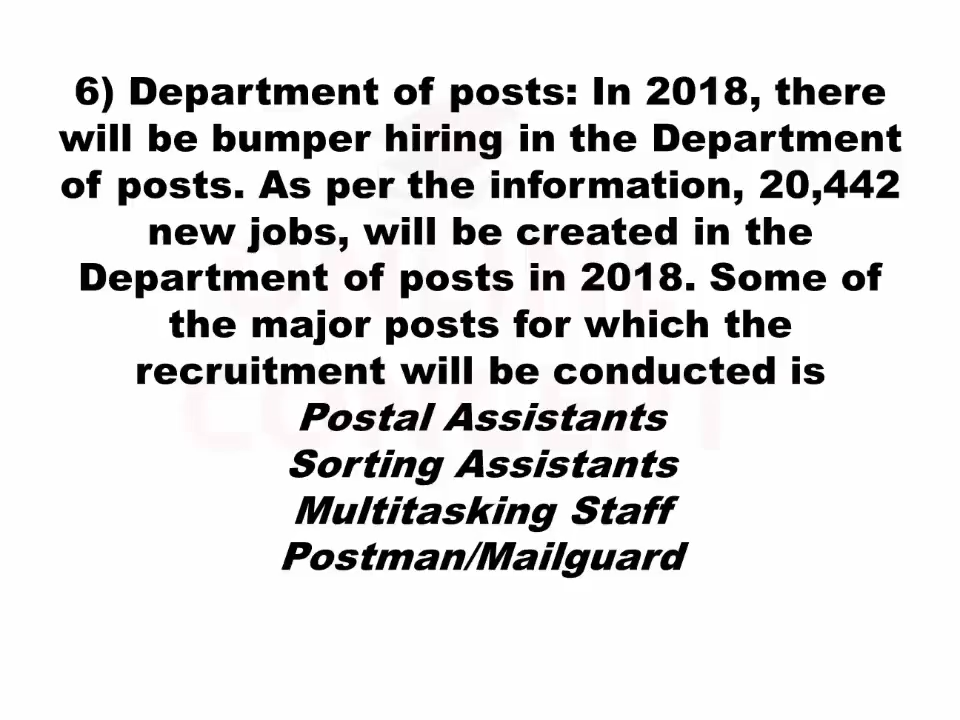 6) Department of posts: In 2018, there
will be bumper hiring in the Department
of posts. As per the information, 20,442
new jobs, will be created in the
Department of posts in 2018. Some of
the major posts for which the
recruitment will be conducted is
Postal Assistants
Sorting Assistants
Multitasking Staff
Postman/Mailguard